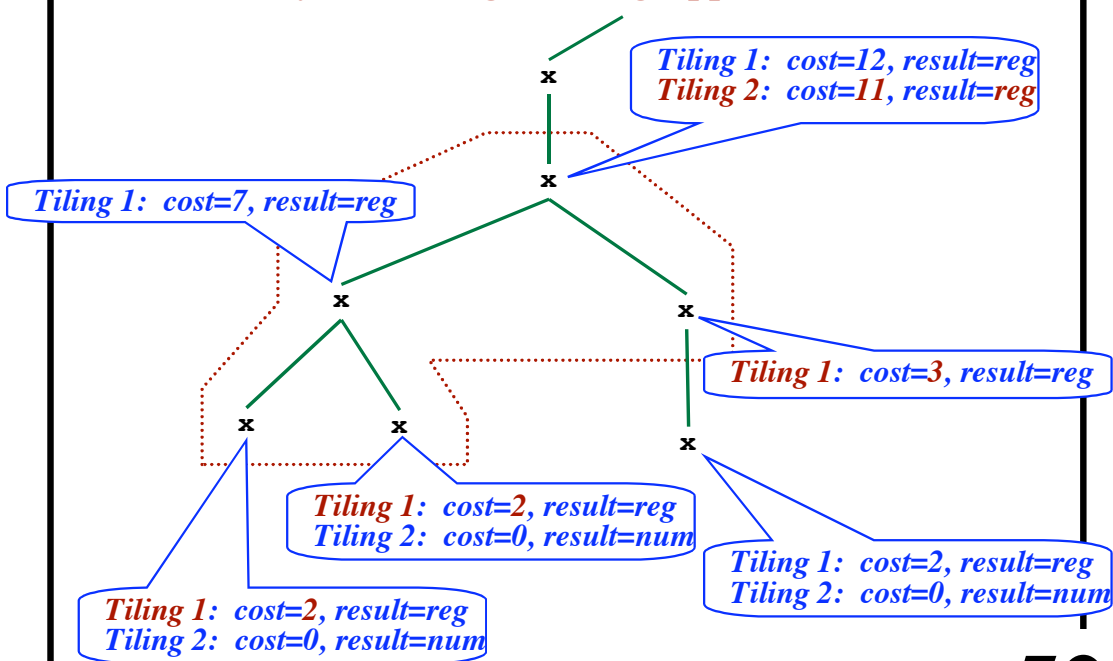 x
Tiling 1: cost=12, result=reg
Tiling 2: cost=11, result=reg
x
Tiling 1: cost=7, result=reg
x
x
Tiling 1: cost=3, result=reg
x
x
x
Tiling 1: cost=2, result=reg
Tiling 2: cost=0, result=num
Tiling 1: cost=2, result=reg
Tiling 2: cost=0, result=num
Tiling 1: cost=2, result=reg
Tiling 2: cost=0, result=num